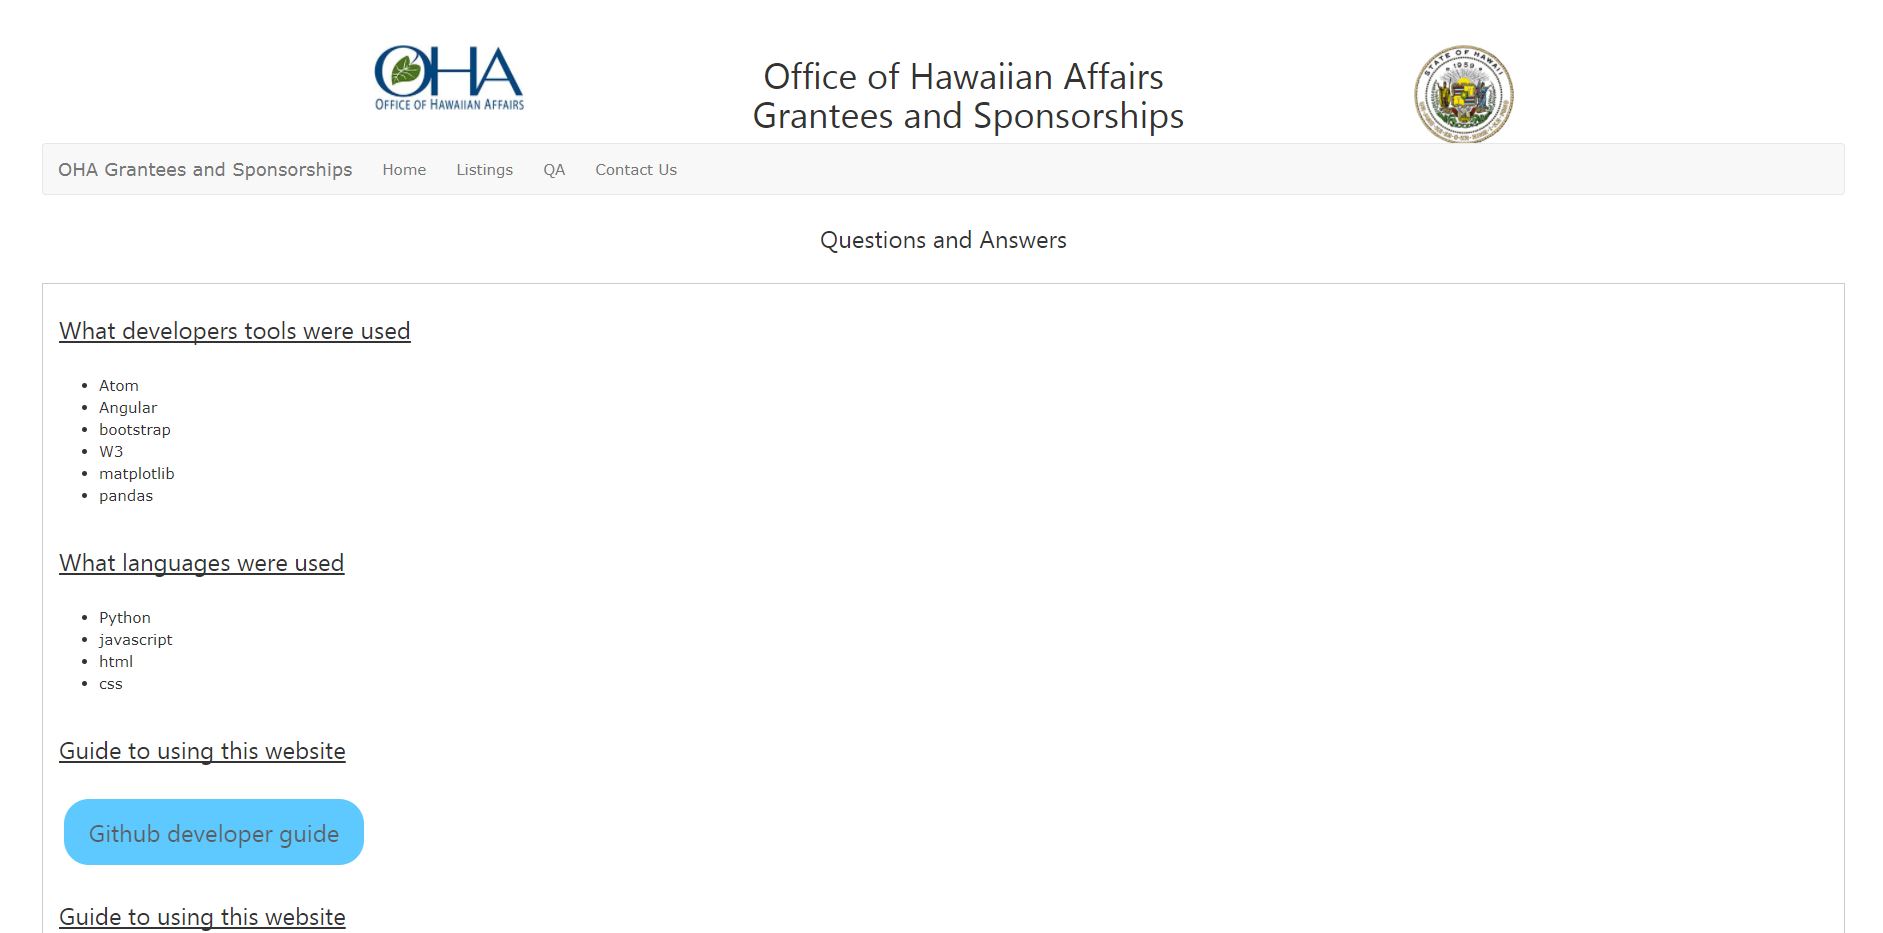 OHA
OFFICE OF HAWAIIAN AFFAIRS
Office of Hawaiian Affairs
Grantees and Sponsorships
STATE OF HAWAII
1959
OHA Grantees and Sponsorships Home Listings QA Contact Us
Questions and Answers
What developers tools were used
Atom
Angular
bootstrap
W3
matplotlib
pandas
What languages were used
Python
javascript
html
css
Guide to using this website
Github developer guide
Guide to using this website